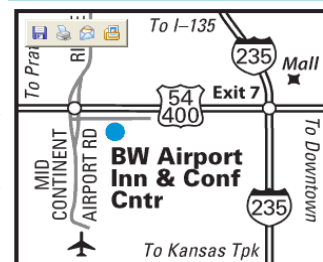 To I–135
235
Mall
To Pra
RI
54
400
Exit 7
MID
CONTINENT
AIRPORT RD
BW Airport
Inn & Conf
Cntr
To Downtown
235
To Kansas Tpk